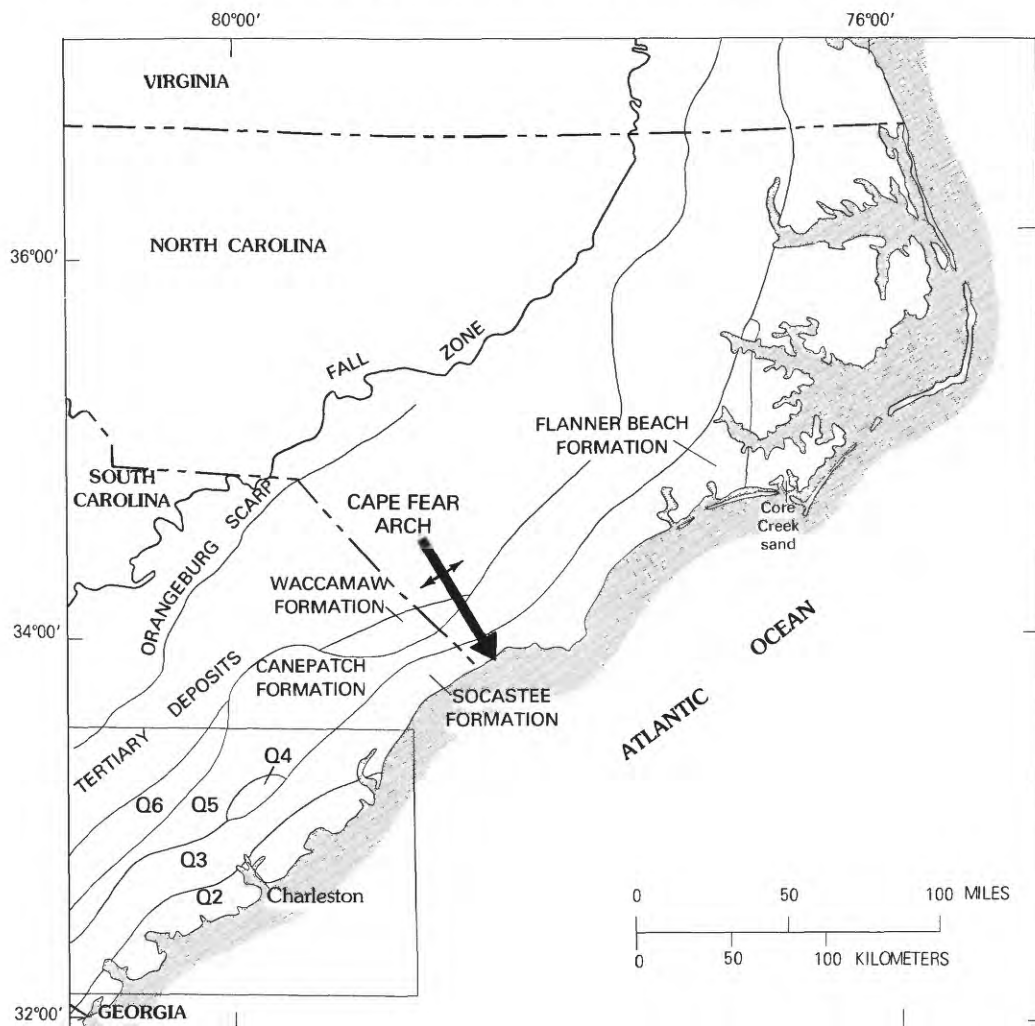 80°00'
76°00'
VIRGINIA
NORTH CAROLINA
36°00'
FALL ZONE
FLANNER BEACH
FORMATION
SOUTH
CAROLINA
ORANGEBURG SCARP
CAPE FEAR
ARCH
Core
Creek
sand
WACCAMAW
FORMATION
34°00'
ATLANTIC OCEAN
CANEPATCH
FORMATION
SOCASTEE
FORMATION
TERTIARY DEPOSITS
Q4
Q6
Q5
Q3
Q2
Charleston
0 50 100 MILES
0 50 100 KILOMETERS
32°00'
GEORGIA